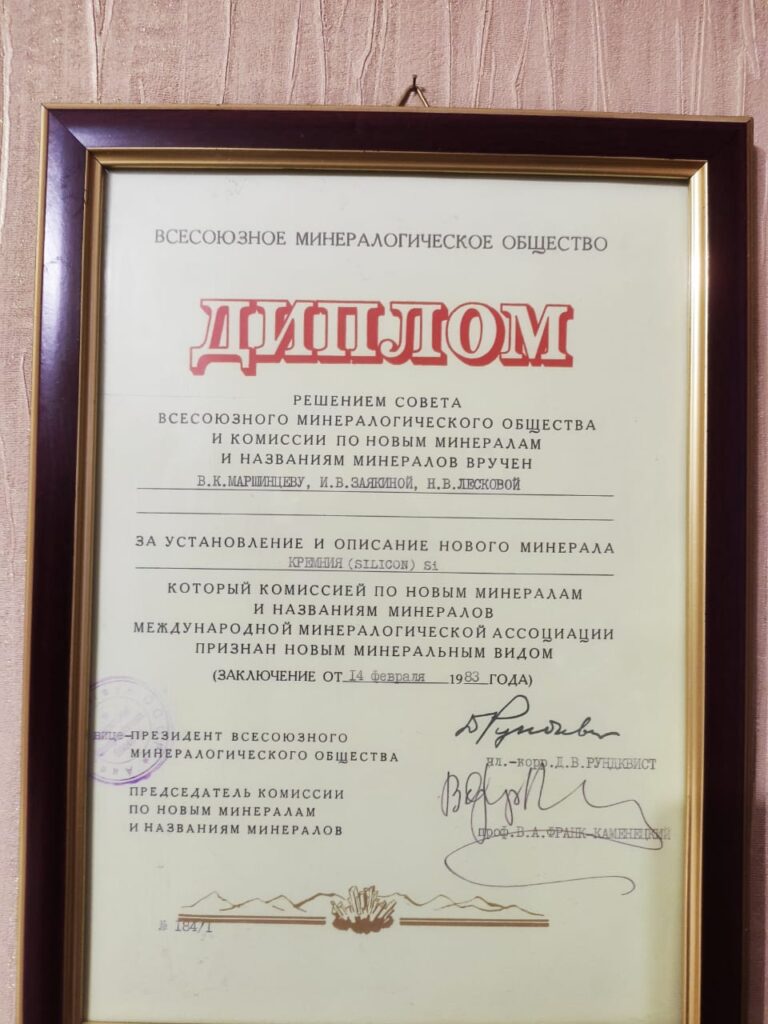 ВСЕСОЮЗНОЕ МИНЕРАЛОГИЧЕСКОЕ ОБЩЕСТВО
ДИПЛОМ
РЕШЕНИЕМ СОВЕТА
ВСЕСОЮЗНОГО МИНЕРАЛОГИЧЕСКОГО ОБЩЕСТВА
И КОМИССИИ ПО НОВЫМ МИНЕРАЛАМ
И НАЗВАНИЯМ МИНЕРАЛОВ ВРУЧЕН
В.К.МАРШИНЦЕВУ, И.В.ЗАЯКИНОЙ, Н.В.ЛЕСКОВОЙ
ЗА УСТАНОВЛЕНИЕ И ОПИСАНИЕ НОВОГО МИНЕРАЛА
КРЕМНИЯ (SILICON) Si
КОТОРЫЙ КОМИССИЕЙ ПО НОВЫМ МИНЕРАЛАМ
И НАЗВАНИЯМ МИНЕРАЛОВ
МЕЖДУНАРОДНОЙ МИНЕРАЛОГИЧЕСКОЙ АССОЦИАЦИИ
ПРИЗНАН НОВЫМ МИНЕРАЛЬНЫМ ВИДОМ
(ЗАКЛЮЧЕНИЕ ОТ 14 февраля 1983 ГОДА)
вице-ПРЕЗИДЕНТ ВСЕСОЮЗНОГО
МИНЕРАЛОГИЧЕСКОГО ОБЩЕСТВА
чл.-корр.Д.В.РУНДКВИСТ
ПРЕДСЕДАТЕЛЬ КОМИССИИ
ПО НОВЫМ МИНЕРАЛАМ
И НАЗВАНИЯМ МИНЕРАЛОВ
проф.В.А.ФРАНК-КАМЕНЕЦКИЙ
№ 184/1